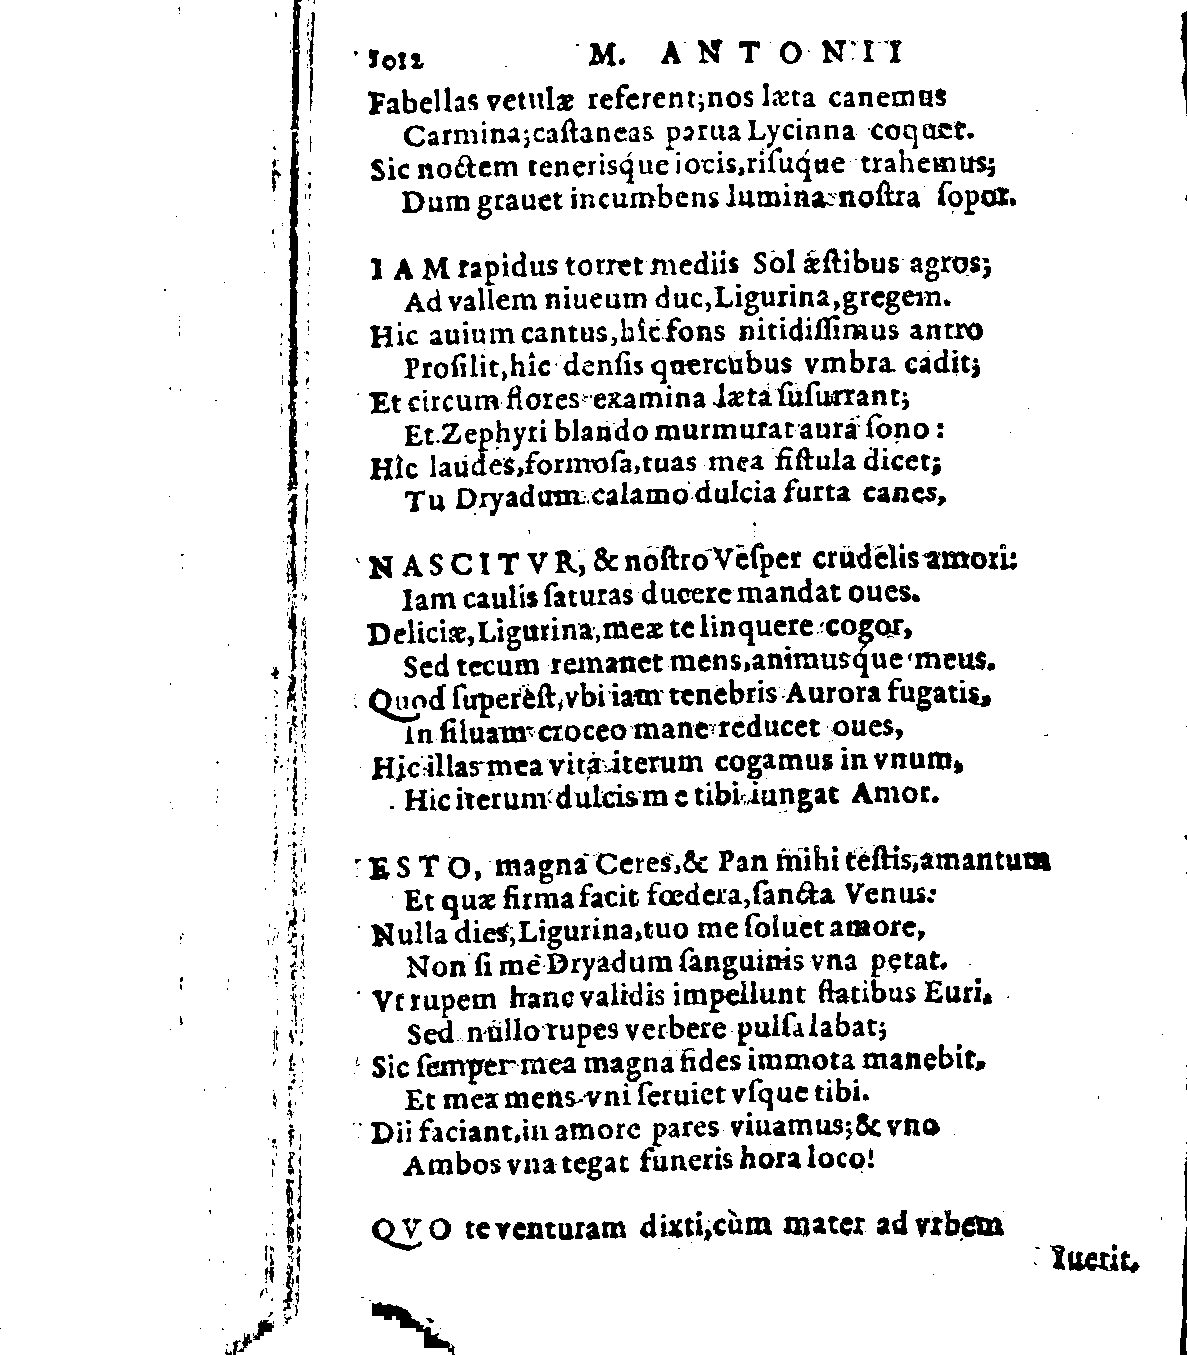 1012 M. ANTONII
Fabellas vetulæ referent; nos læta canemus
Carmina; caſtaneas parua Lycinna coquet.
Sic noctem tenerisq́ue iocis, riſuq́ue trahemus;
Dum grauet incumbens lumina noſtra ſopor.
IAM rapidus torret mediis Sol æſtibus agros;
Ad vallem niueum duc, Ligurina, gregem.
Hic auium cantus, hîc fons nitidiſſimus antro
Proſilit, hîc denſis quercubus vmbra cadit;
Et circum flores examina læta ſuſurrant;
Et Zephyri blando murmurat aura ſono:
Hîc laudes, formoſa, tuas mea fiſtula dicet;
Tu Dryadum calamo dulcia furta canes,
NASCITVR, & noſtro Veſper crudelis amori:
Iam caulis ſaturas ducere mandat oues.
Deliciæ, Ligurina, meæ te linquere cogor,
Sed tecum remanet mens, animusq́ue meus.
Quod ſupereſt, vbi iam tenebris Aurora fugatis,
In ſiluam croceo mane reducet oues,
Hic illas mea vita iterum cogamus in vnum,
Hic iterum dulcis me tibi iungat Amor.
ESTO, magna Ceres, & Pan mihi teſtis, amantum
Et quæ firma facit fœdera, ſancta Venus:
Nulla dies, Ligurina, tuo me ſoluet amore,
Non ſi me Dryadum ſanguinis vna petat.
Vt rupem hanc validis impellunt flatibus Euri,
Sed nullo rupes verbere pulſa labat;
Sic ſemper mea magna fides immota manebit,
Et mea mens vni ſeruiet vſque tibi.
Dii faciant, in amore pares viuamus; & vno
Ambos vna tegat funeris hora loco!
QVO te venturam dixti, cùm mater ad vrbem
Iuerit,